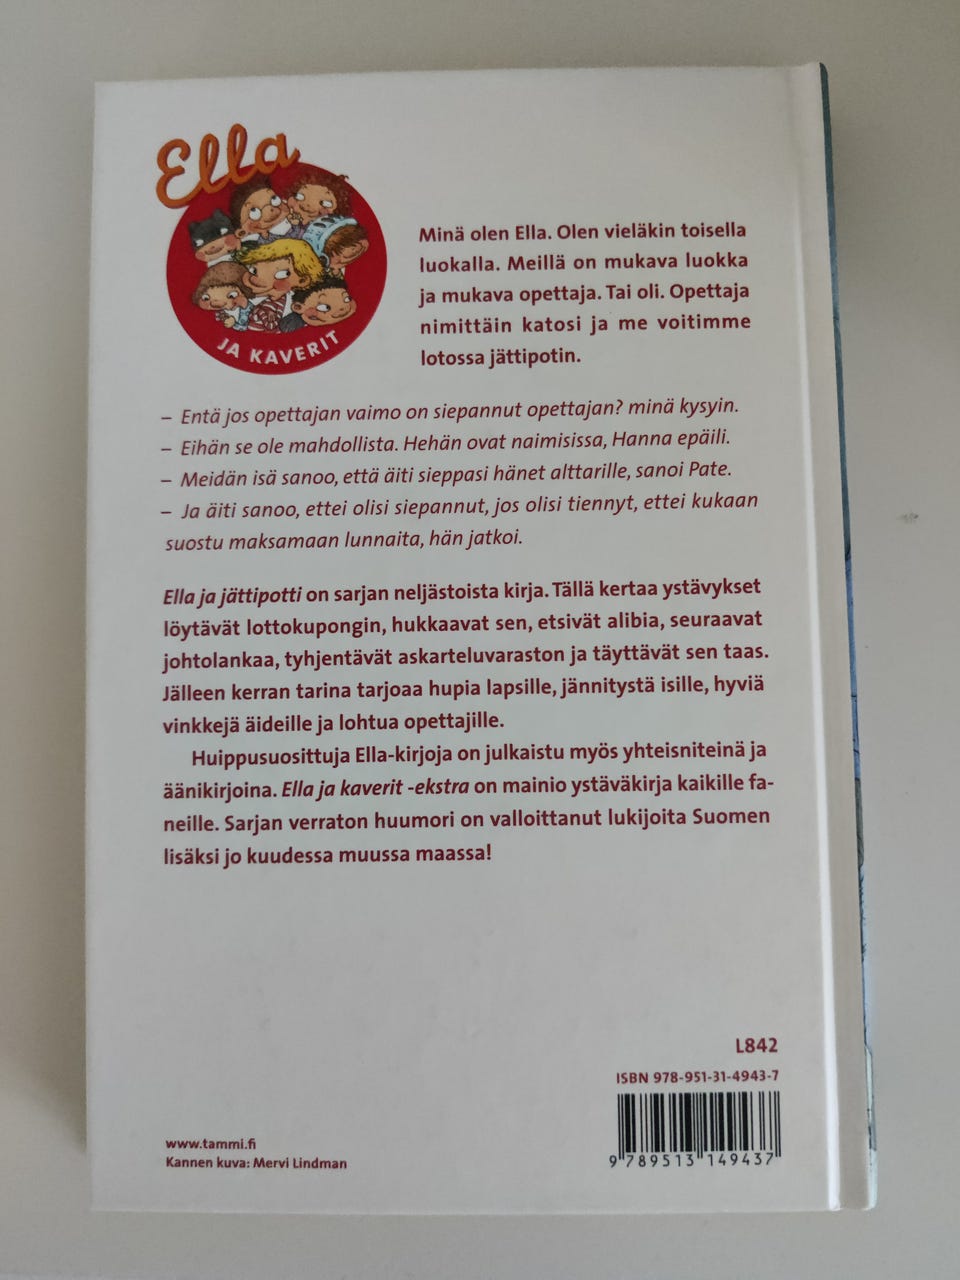 Ella
JA KAVERIT
Minä olen Ella. Olen vieläkin toisella
luokalla. Meillä on mukava luokka
ja mukava opettaja. Tai oli. Opettaja
nimittäin katosi ja me voitimme
lotossa jättipotin.
– Entä jos opettajan vaimo on siepannut opettajan? minä kysyin.
– Eihän se ole mahdollista. Hehän ovat naimisissa, Hanna epäili.
– Meidän isä sanoo, että äiti sieppasi hänet alttarille, sanoi Pate.
– Ja äiti sanoo, ettei olisi siepannut, jos olisi tiennyt, ettei kukaan
suostu maksamaan lunnaita, hän jatkoi.
Ella ja jättipotti on sarjan neljästoista kirja. Tällä kertaa ystävykset
löytävät lottokupongin, hukkaavat sen, etsivät alibia, seuraavat
johtolankaa, tyhjentävät askarteluvaraston ja täyttävät sen taas.
Jälleen kerran tarina tarjoaa hupia lapsille, jännitystä isille, hyviä
vinkkejä äideille ja lohtua opettajille.
Huippusuosittuja Ella-kirjoja on julkaistu myös yhteisniteinä ja
äänikirjoina. Ella ja kaverit -ekstra on mainio ystäväkirja kaikille fa-
neille. Sarjan verraton huumori on valloittanut lukijoita Suomen
lisäksi jo kuudessa muussa maassa!
L842
ISBN 978-951-31-4943-7
9 789513 149437
www.tammi.fi
Kannen kuva: Mervi Lindman